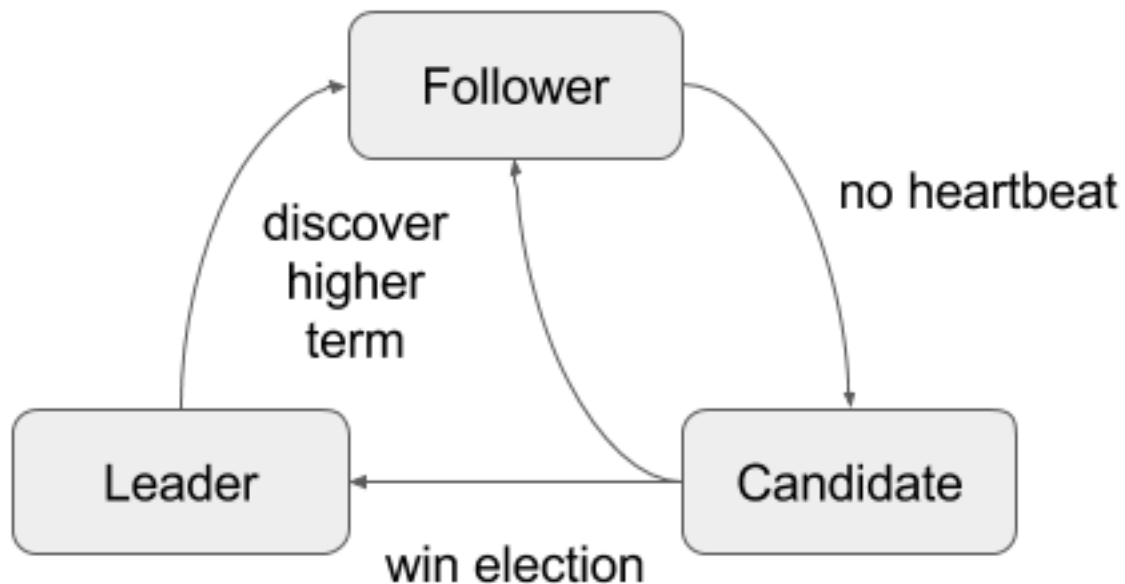 Follower
no heartbeat
discover
higher
term
Leader
Candidate
win election